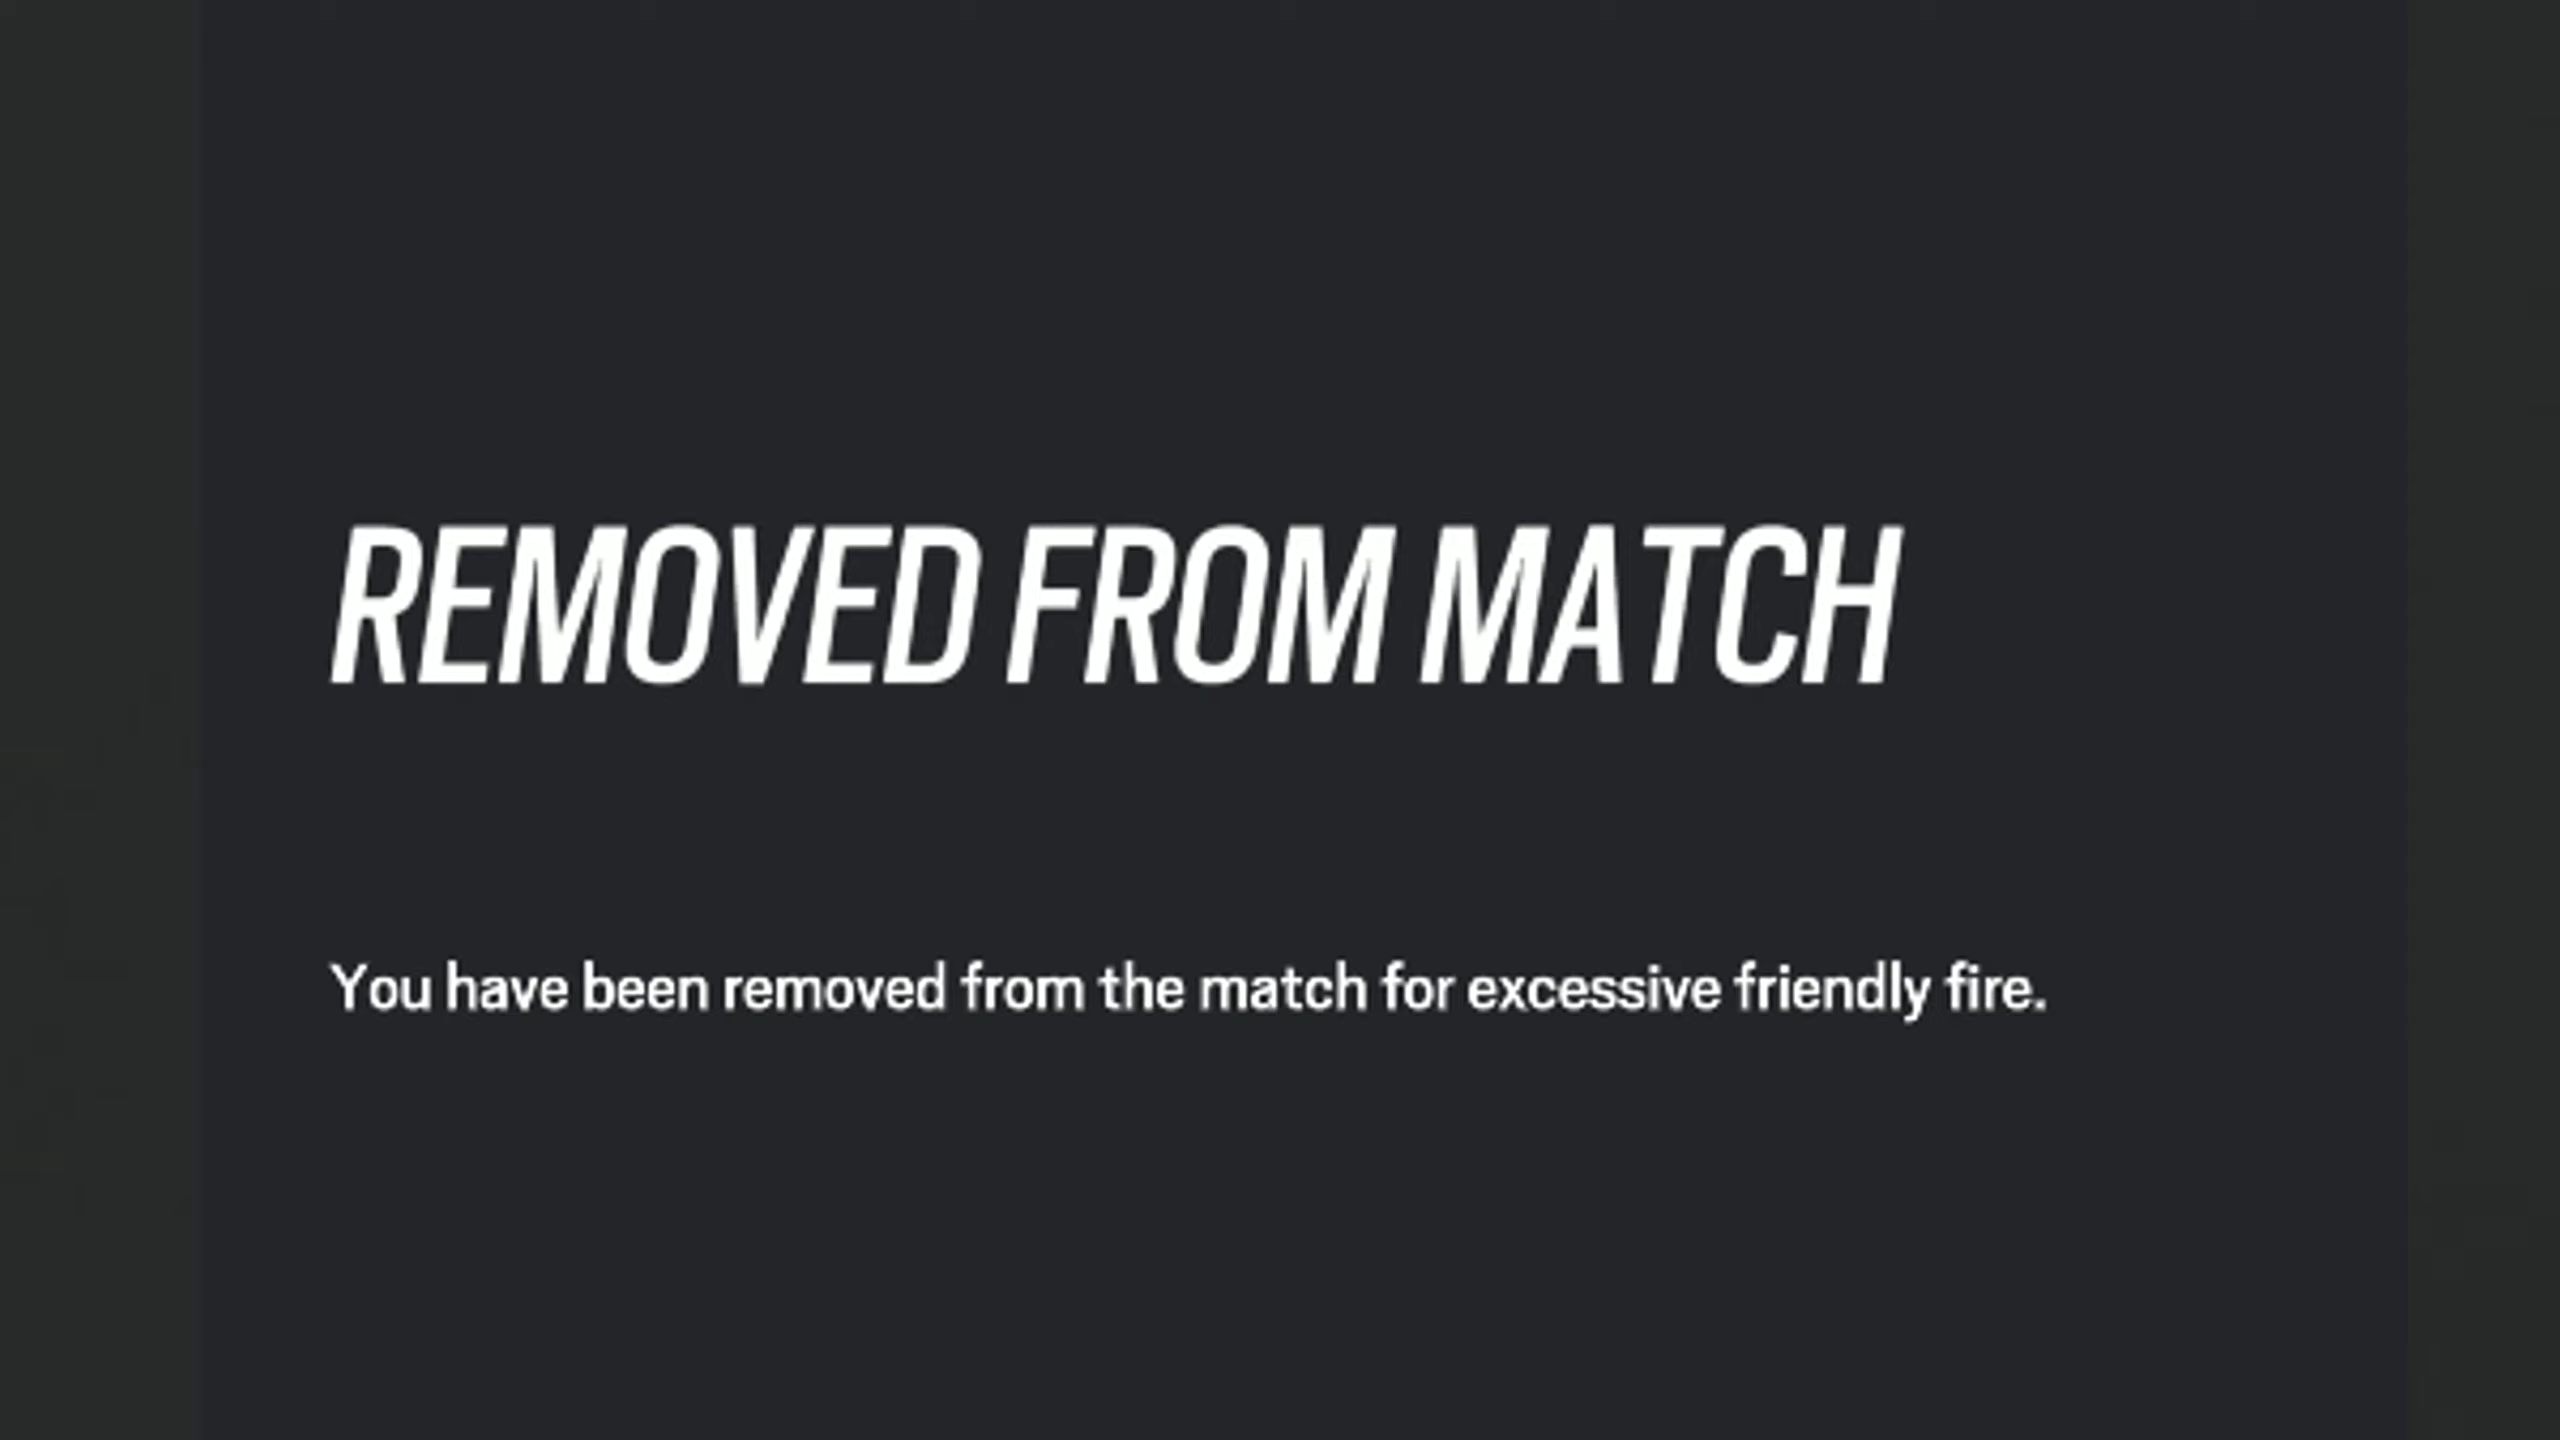 REMOVED FROM MATCH
You have been removed from the match for excessive friendly fire.